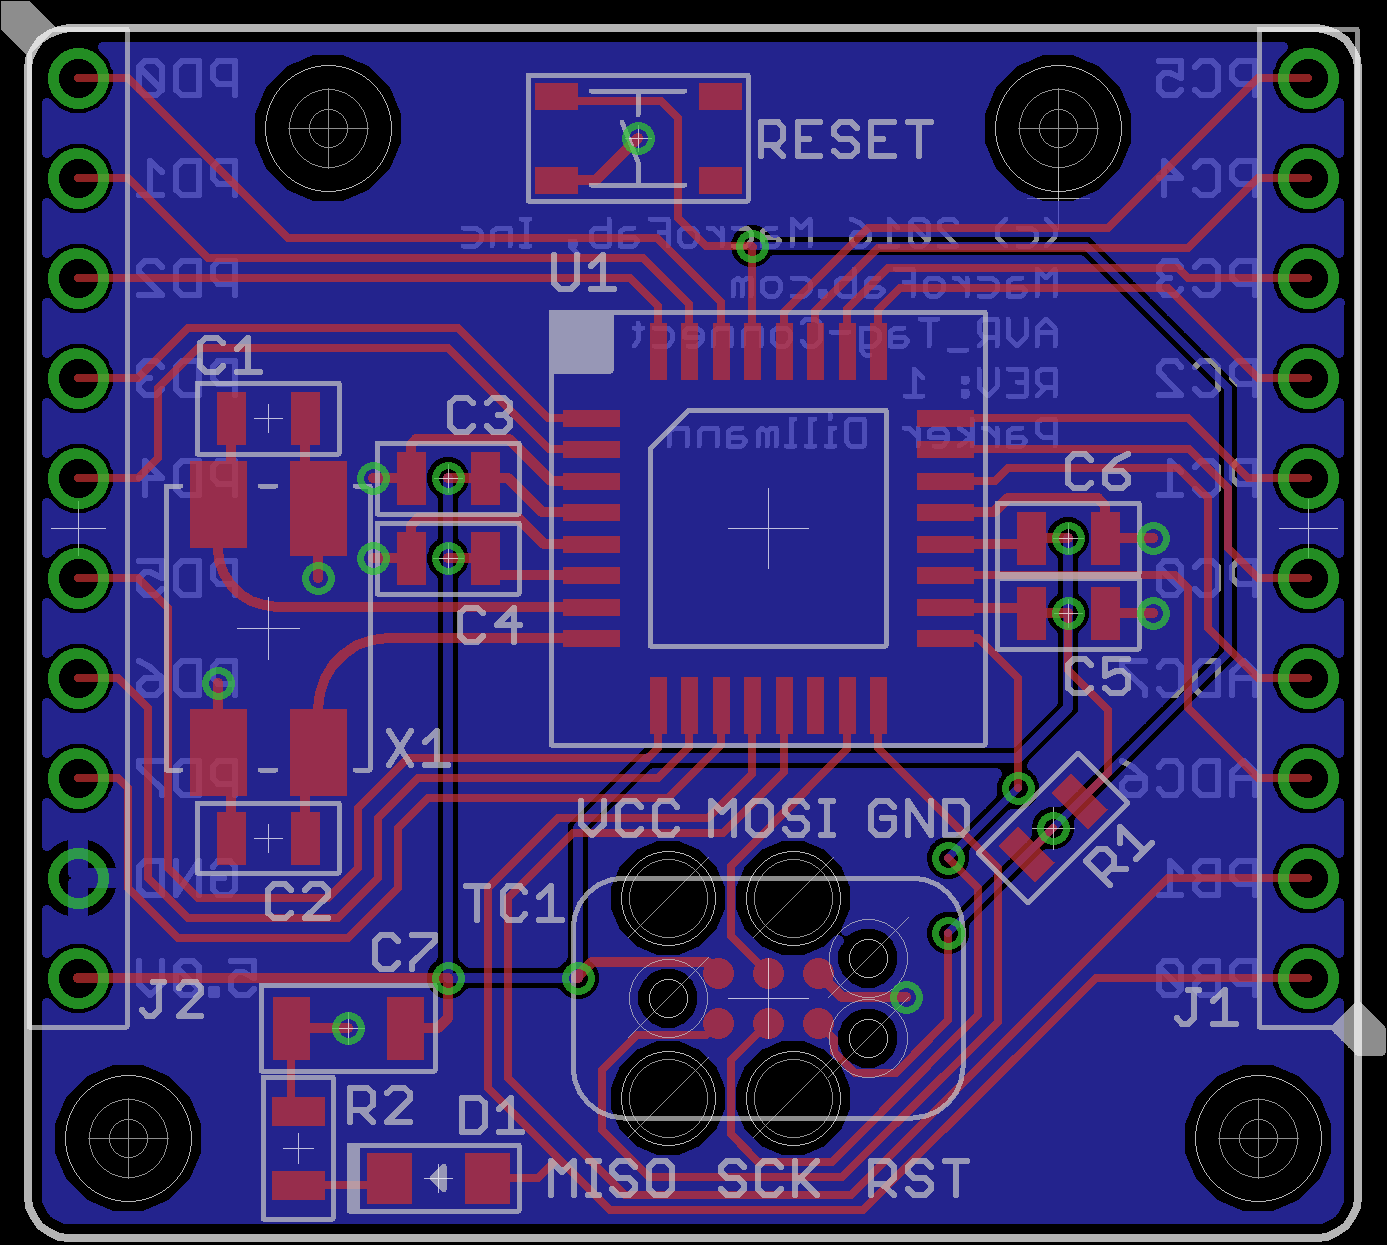 PD0
PC5
RESET
PD1
PC4
(c) 2016 MacroFab, Inc
U1
PD2
MacroFab.com
PC3
AVR_Tag-Connect
C1
PD3
REV: 1
PC2
C3
Parker Dillmann
PD4
C6
PC1
PD5
PC0
C4
PD6
C5
ADC7
X1
PD7
ADC6
VCC MOSI GND
R1
GND
PB1
C2
TC1
C7
5.0V
PB0
J2
J1
R2
D1
MISO SCK RST